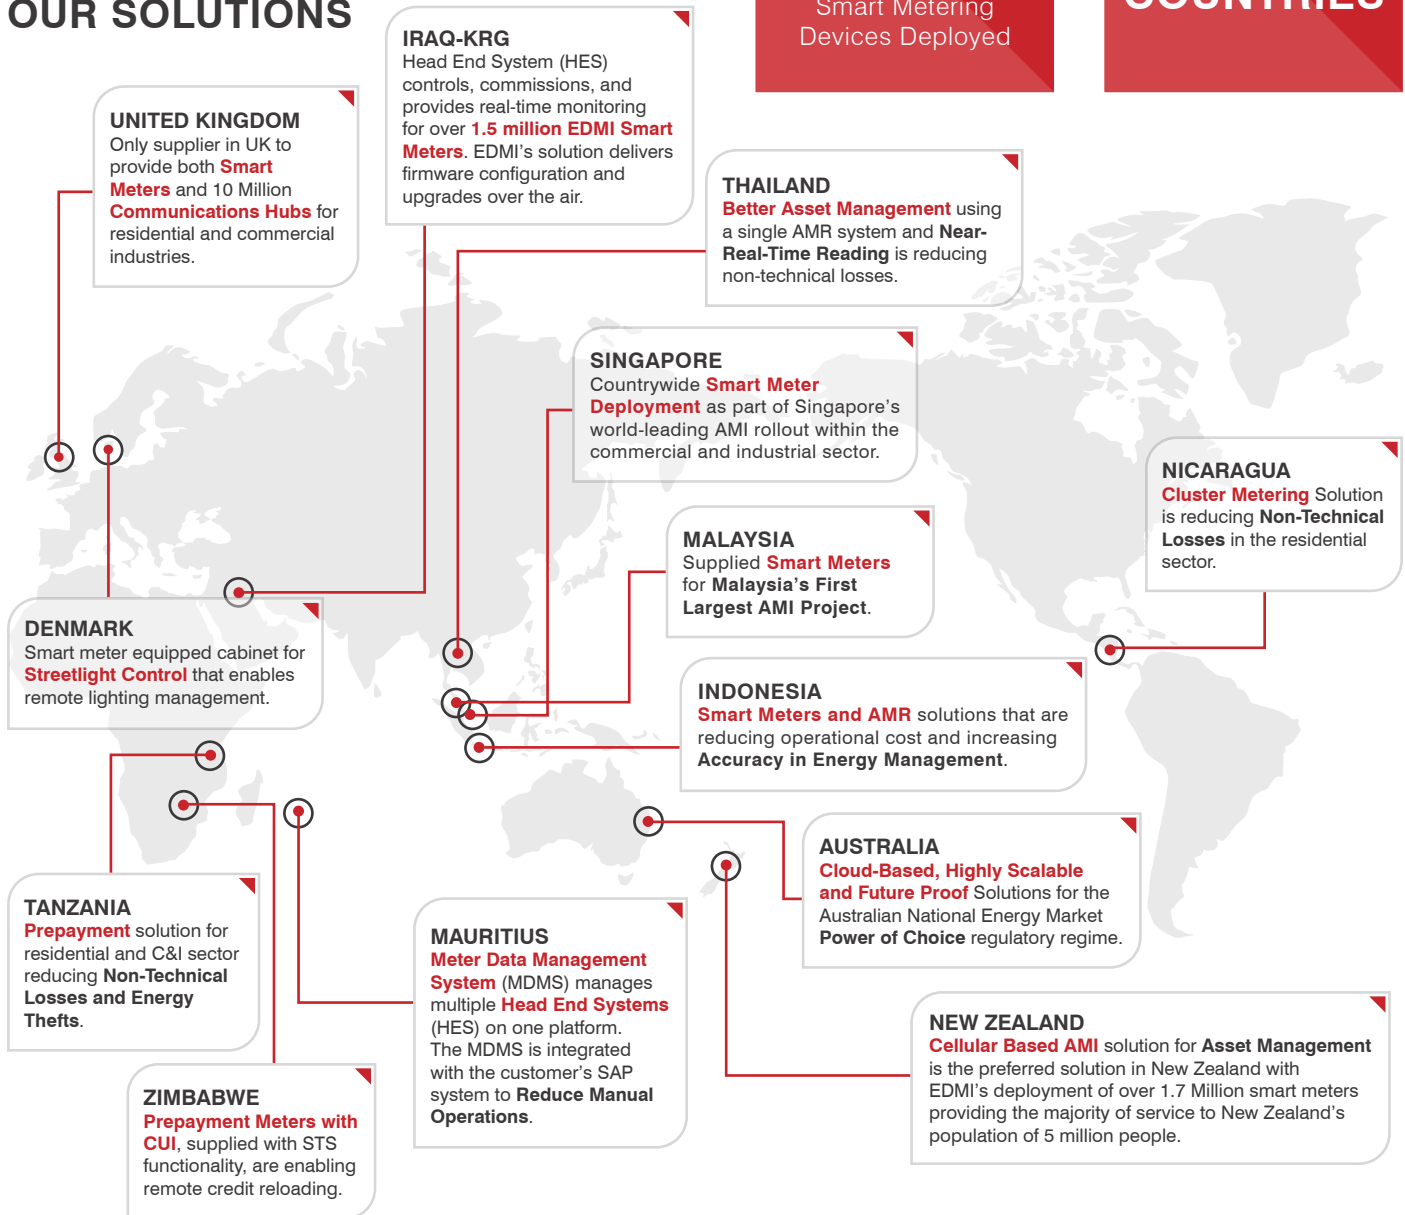 OUR SOLUTIONS
Smart Metering
Devices Deployed
COUNTRIES
IRAQ-KRG
Head End System (HES)
controls, commissions, and
provides real-time monitoring
for over 1.5 million EDMI Smart
Meters. EDMI's solution delivers
firmware configuration and
upgrades over the air.
UNITED KINGDOM
Only supplier in UK to
provide both Smart
Meters and 10 Million
Communications Hubs for
residential and commercial
industries.
THAILAND
Better Asset Management using
a single AMR system and Near-
Real-Time Reading is reducing
non-technical losses.
SINGAPORE
Countrywide Smart Meter
Deployment as part of Singapore's
world-leading AMI rollout within the
commercial and industrial sector.
NICARAGUA
Cluster Metering Solution
is reducing Non-Technical
Losses in the residential
sector.
MALAYSIA
Supplied Smart Meters
for Malaysia's First
Largest AMI Project.
DENMARK
Smart meter equipped cabinet for
Streetlight Control that enables
remote lighting management.
INDONESIA
Smart Meters and AMR solutions that are
reducing operational cost and increasing
Accuracy in Energy Management.
AUSTRALIA
Cloud-Based, Highly Scalable
and Future Proof Solutions for the
Australian National Energy Market
Power of Choice regulatory regime.
TANZANIA
Prepayment solution for
residential and C&I sector
reducing Non-Technical
Losses and Energy
Thefts.
MAURITIUS
Meter Data Management
System (MDMS) manages
multiple Head End Systems
(HES) on one platform.
The MDMS is integrated
with the customer's SAP
system to Reduce Manual
Operations.
NEW ZEALAND
Cellular Based AMI solution for Asset Management
is the preferred solution in New Zealand with
EDMI's deployment of over 1.7 Million smart meters
providing the majority of service to New Zealand's
population of 5 million people.
ZIMBABWE
Prepayment Meters with
CUI, supplied with STS
functionality, are enabling
remote credit reloading.